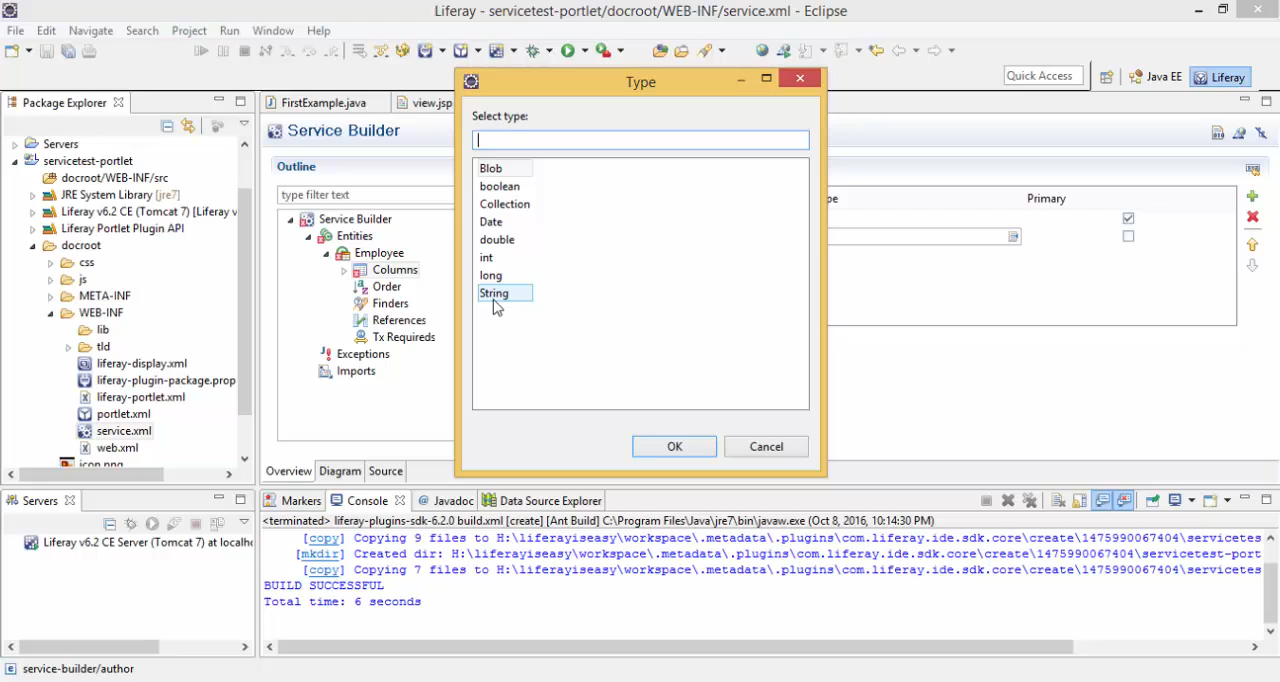 Liferay - servicetest-portlet/docroot/WEB-INF/service.xml - Eclipse
File Edit Navigate Search Project Run Window Help
Quick Access
Java EE
Liferay
Package Explorer
Servers
servicetest-portlet
docroot/WEB-INF/src
JRE System Library [jre7]
Liferay v6.2 CE (Tomcat 7) [Liferay v
Liferay Portlet Plugin API
docroot
css
js
META-INF
WEB-INF
lib
tld
liferay-display.xml
liferay-plugin-package.prop
liferay-portlet.xml
portlet.xml
service.xml
web.xml
icon.png
FirstExample.java
view.jsp
Service Builder
Outline
type filter text
Service Builder
Entities
Employee
Columns
Order
Finders
References
Tx Requireds
Exceptions
Imports
Overview Diagram Source
Type
Select type:
Blob
boolean
Collection
Date
double
int
long
String
OK
Cancel
pe
Primary
Servers
Liferay v6.2 CE Server (Tomcat 7) at localho
Markers Console Javadoc Data Source Explorer
<terminated> liferay-plugins-sdk-6.2.0 build.xml [create] [Ant Build] C:\Program Files\Java\jre7\bin\javaw.exe (Oct 8, 2016, 10:14:30 PM)
[copy] Copying 9 files to H:\liferayiseasy\workspace\.metadata\.plugins\com.liferay.ide.sdk.core\create\1475990067404\servicetes
[mkdir] Created dir: H:\liferayiseasy\workspace\.metadata\.plugins\com.liferay.ide.sdk.core\create\1475990067404\servicetest-port
[copy] Copying 7 files to H:\liferayiseasy\workspace\.metadata\.plugins\com.liferay.ide.sdk.core\create\1475990067404\servicetes
BUILD SUCCESSFUL
Total time: 6 seconds
service-builder/author